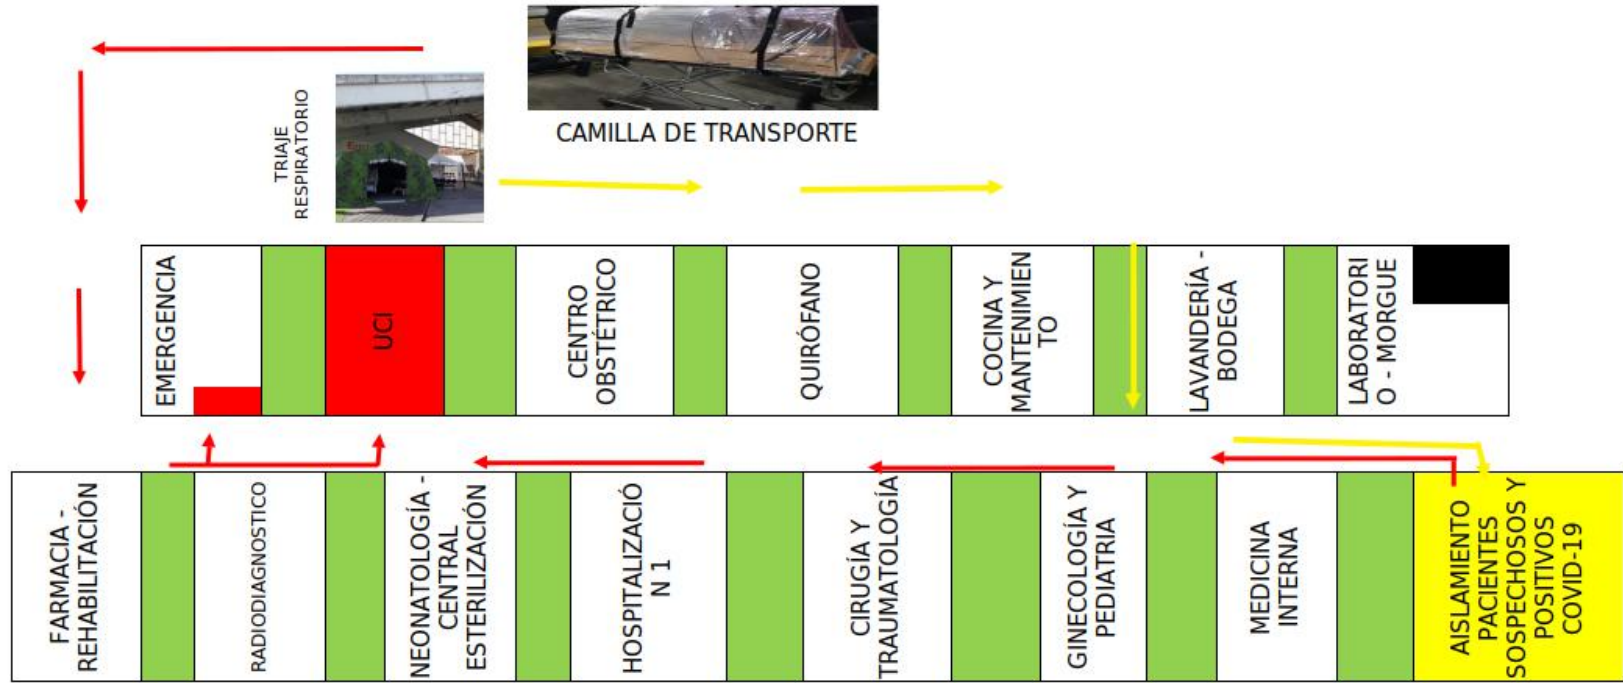 TRIAJE
RESPIRATORIO
CAMILLA DE TRANSPORTE
EMERGENCIA
UCI
CENTRO
OBSTÉTRICO
QUIRÓFANO
COCINA Y
MANTENIMIEN
TO
LAVANDERÍA -
BODEGA
LABORATORI
O - MORGUE
FARMACIA -
REHABILITACIÓN
RADIODIAGNOSTICO
NEONATOLOGÍA -
CENTRAL
ESTERILIZACIÓN
HOSPITALIZACIÓ
N 1
CIRUGÍA Y
TRAUMATOLOGÍA
GINECOLOGÍA Y
PEDIATRIA
MEDICINA
INTERNA
AISLAMIENTO
PACIENTES
SOSPECHOSOS Y
POSITIVOS
COVID-19